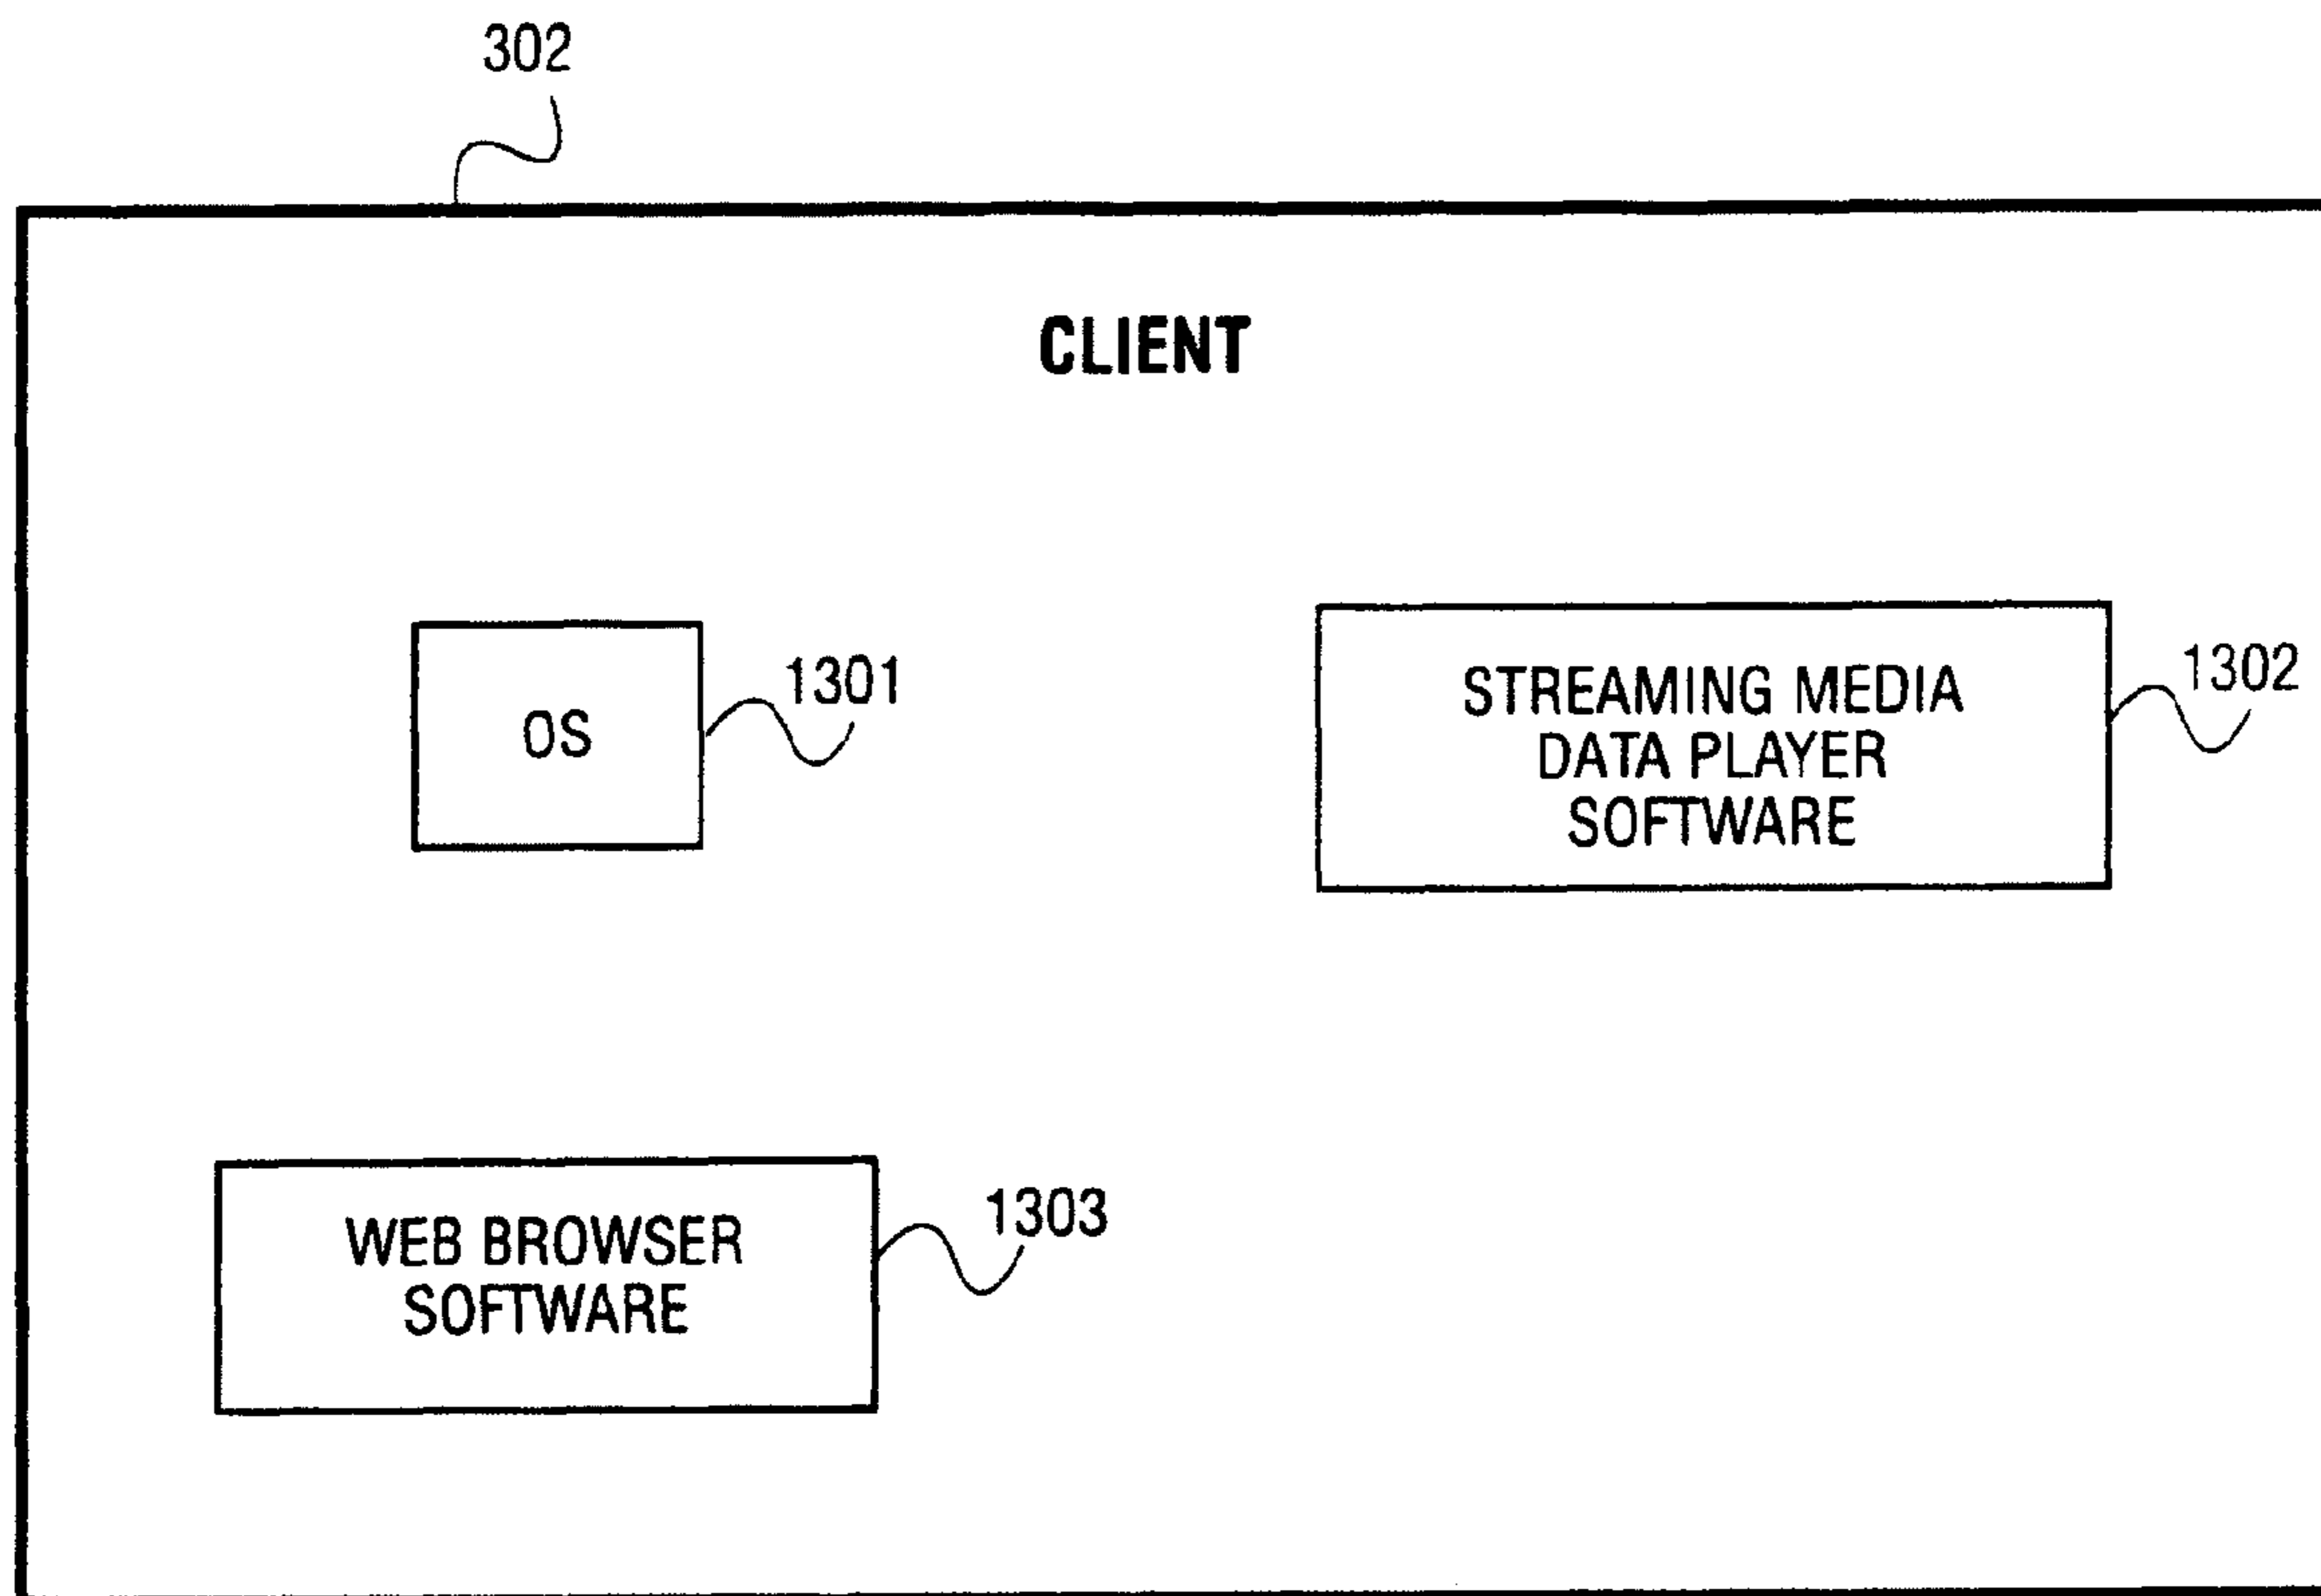 302
CLIENT
OS
1301
STREAMING MEDIA
DATA PLAYER
SOFTWARE
1302
WEB BROWSER
SOFTWARE
1303